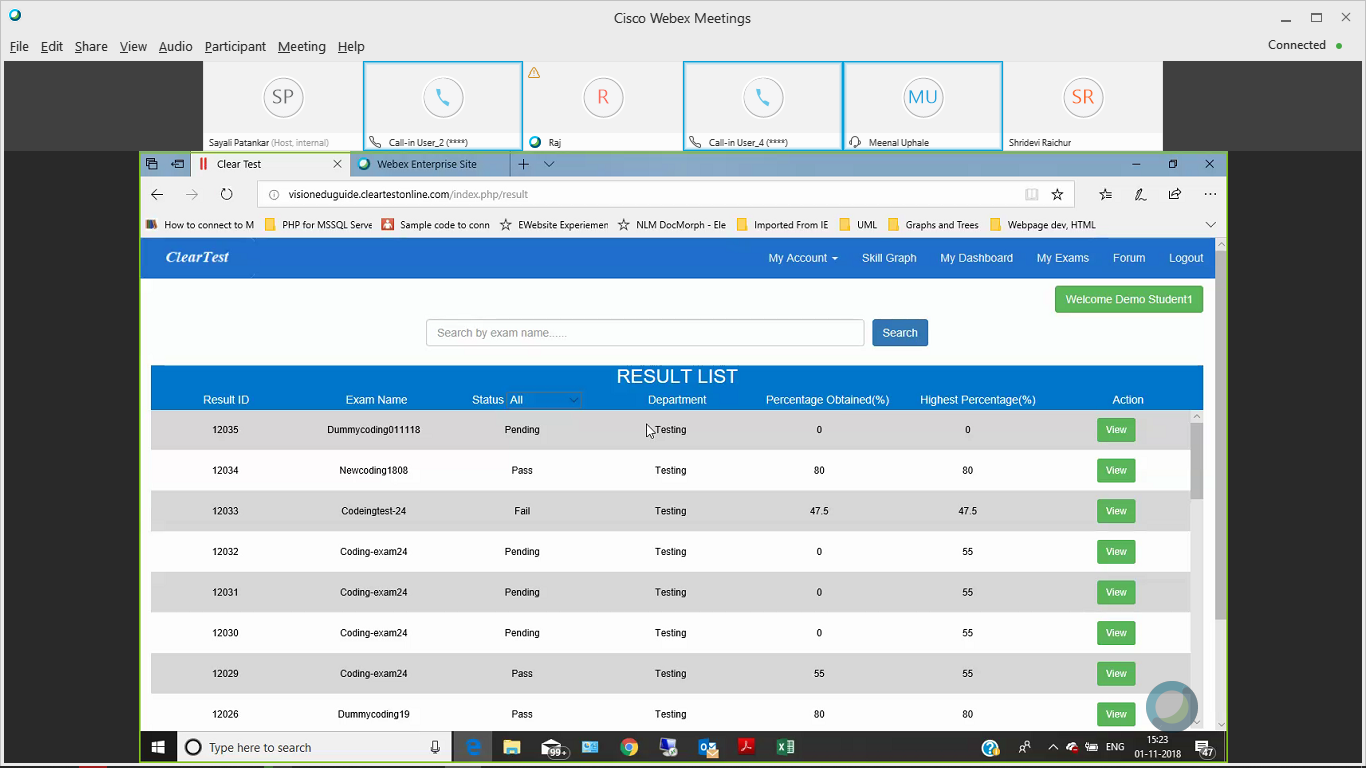 Cisco Webex Meetings
File Edit Share View Audio Participant Meeting Help
Connected
SP
R
MU
SR
Sayali Patankar (Host, internal)
Call-in User_2 (****)
Raj
Call-in User_4 (****)
Meenal Uphale
Shridevi Raichur
Clear Test
Webex Enterprise Site
visioneduguide.cleartestonline.com/index.php/result
How to connect to M
PHP for MSSQL Serve
Sample code to conn
EWebsite Experiemen
NLM DocMorph - Ele
Imported From IE
UML
Graphs and Trees
Webpage dev, HTML
ClearTest
My Account
Skill Graph
My Dashboard
My Exams
Forum
Logout
Welcome Demo Student1
Search by exam name......
Search
RESULT LIST
Result ID Exam Name Status All Department Percentage Obtained(%) Highest Percentage(%) Action
12035 Dummycoding011118 Pending Testing 0 0 View
12034 Newcoding1808 Pass Testing 80 80 View
12033 Codeingtest-24 Fail Testing 47.5 47.5 View
12032 Coding-exam24 Pending Testing 0 55 View
12031 Coding-exam24 Pending Testing 0 55 View
12030 Coding-exam24 Pending Testing 0 55 View
12029 Coding-exam24 Pass Testing 55 55 View
12026 Dummycoding19 Pass Testing 80 80 View
Type here to search
99+
ENG
15:23
01-11-2018
47